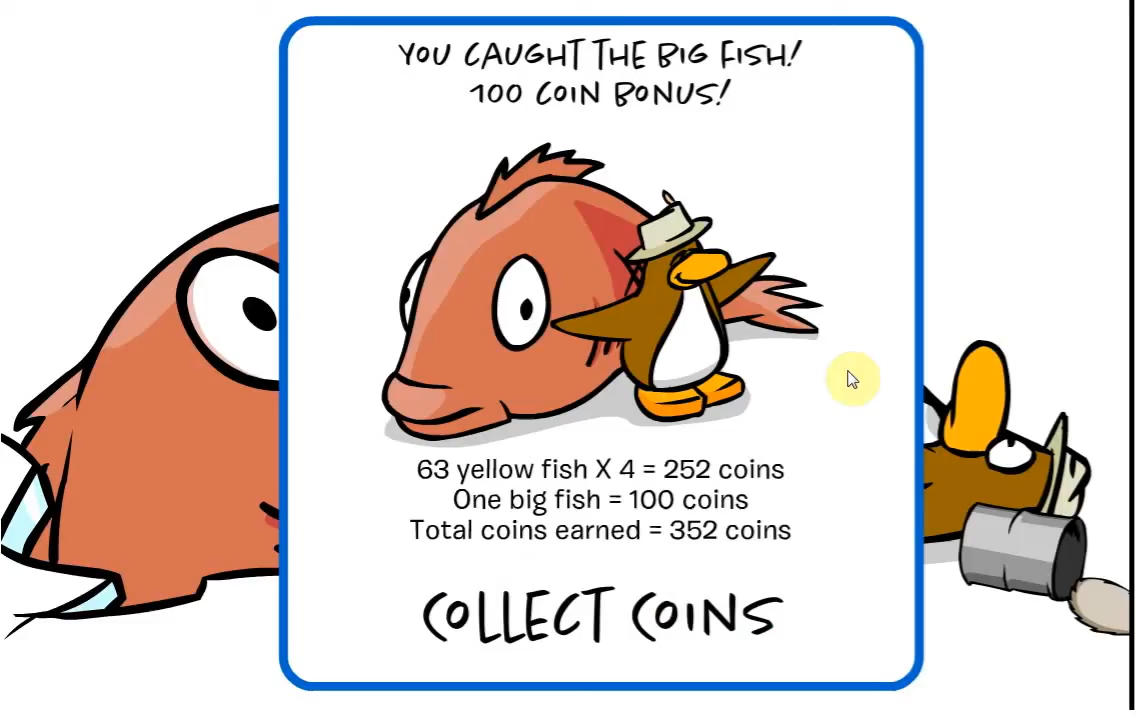 YOU CAUGHT THE BIG FISH!
100 COIN BONUS!
63 yellow fish X 4 = 252 coins
One big fish = 100 coins
Total coins earned = 352 coins
COLLECT COINS